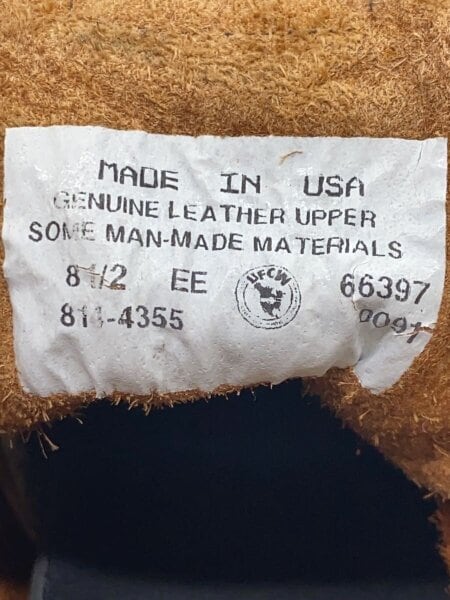 MADE IN USA
GENUINE LEATHER UPPER
SOME MAN-MADE MATERIALS
8 1/2 EE UFCW 66397
814-4355 0091